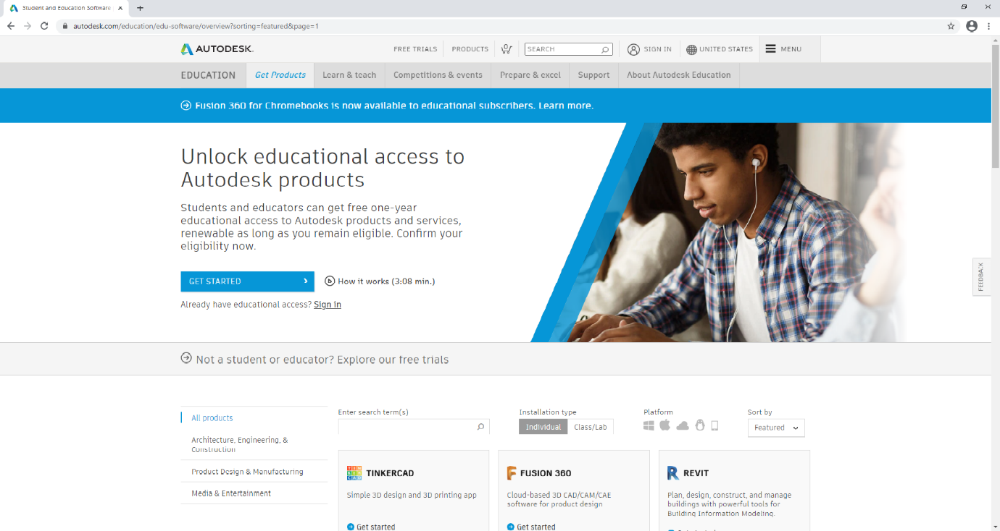 Student and Education Software
autodesk.com/education/edu-software/overview?sorting=featured&page=1
AUTODESK.
FREE TRIALS
PRODUCTS
0
SEARCH
SIGN IN
UNITED STATES
MENU
EDUCATION
Get Products
Learn & teach
Competitions & events
Prepare & excel
Support
About Autodesk Education
Fusion 360 for Chromebooks is now available to educational subscribers. Learn more.
Unlock educational access to
Autodesk products
Students and educators can get free one-year
educational access to Autodesk products and services,
renewable as long as you remain eligible. Confirm your
eligibility now.
GET STARTED
How it works (3:08 min.)
Already have educational access? Sign In
FEEDBACK
Not a student or educator? Explore our free trials
All products
Architecture, Engineering, &
Construction
Product Design & Manufacturing
Media & Entertainment
Enter search term(s)
Installation type
Individual
Class/Lab
Platform
Sort by
Featured
TIN
KER
CAD
TINKERCAD
Simple 3D design and 3D printing app
Get started
FUSION 360
Cloud-based 3D CAD/CAM/CAE
software for product design
Get started
REVIT
Plan, design, construct, and manage
buildings with powerful tools for
Building Information Modeling.